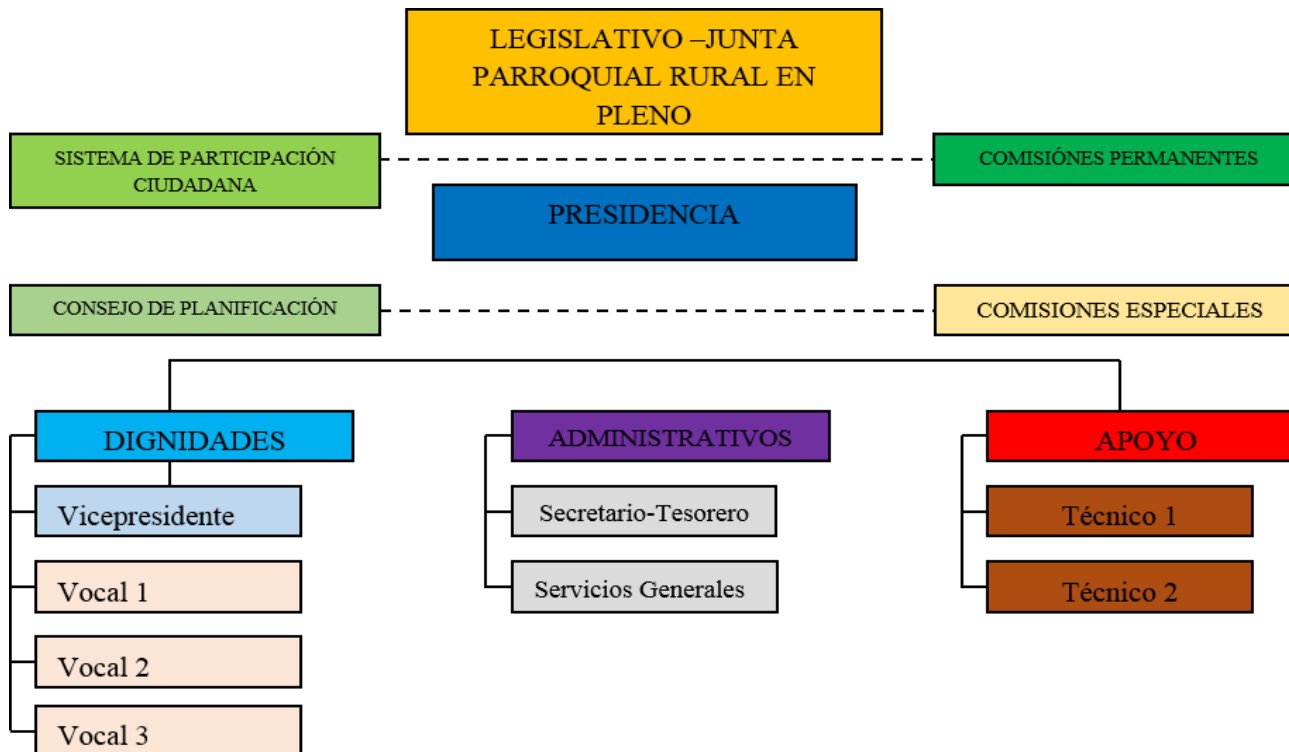 LEGISLATIVO –JUNTA
PARROQUIAL RURAL EN
PLENO
SISTEMA DE PARTICIPACIÓN
CIUDADANA
COMISIÓNES PERMANENTES
PRESIDENCIA
CONSEJO DE PLANIFICACIÓN
COMISIONES ESPECIALES
DIGNIDADES
ADMINISTRATIVOS
APOYO
Vicepresidente
Secretario-Tesorero
Técnico 1
Vocal 1
Servicios Generales
Técnico 2
Vocal 2
Vocal 3